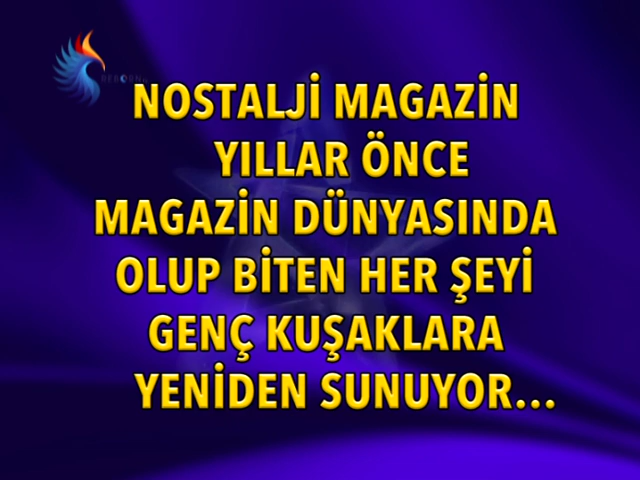 NOSTALJİ MAGAZİN
YILLAR ÖNCE
MAGAZİN DÜNYASINDA
OLUP BİTEN HER ŞEYİ
GENÇ KUŞAKLARA
YENİDEN SUNUYOR...